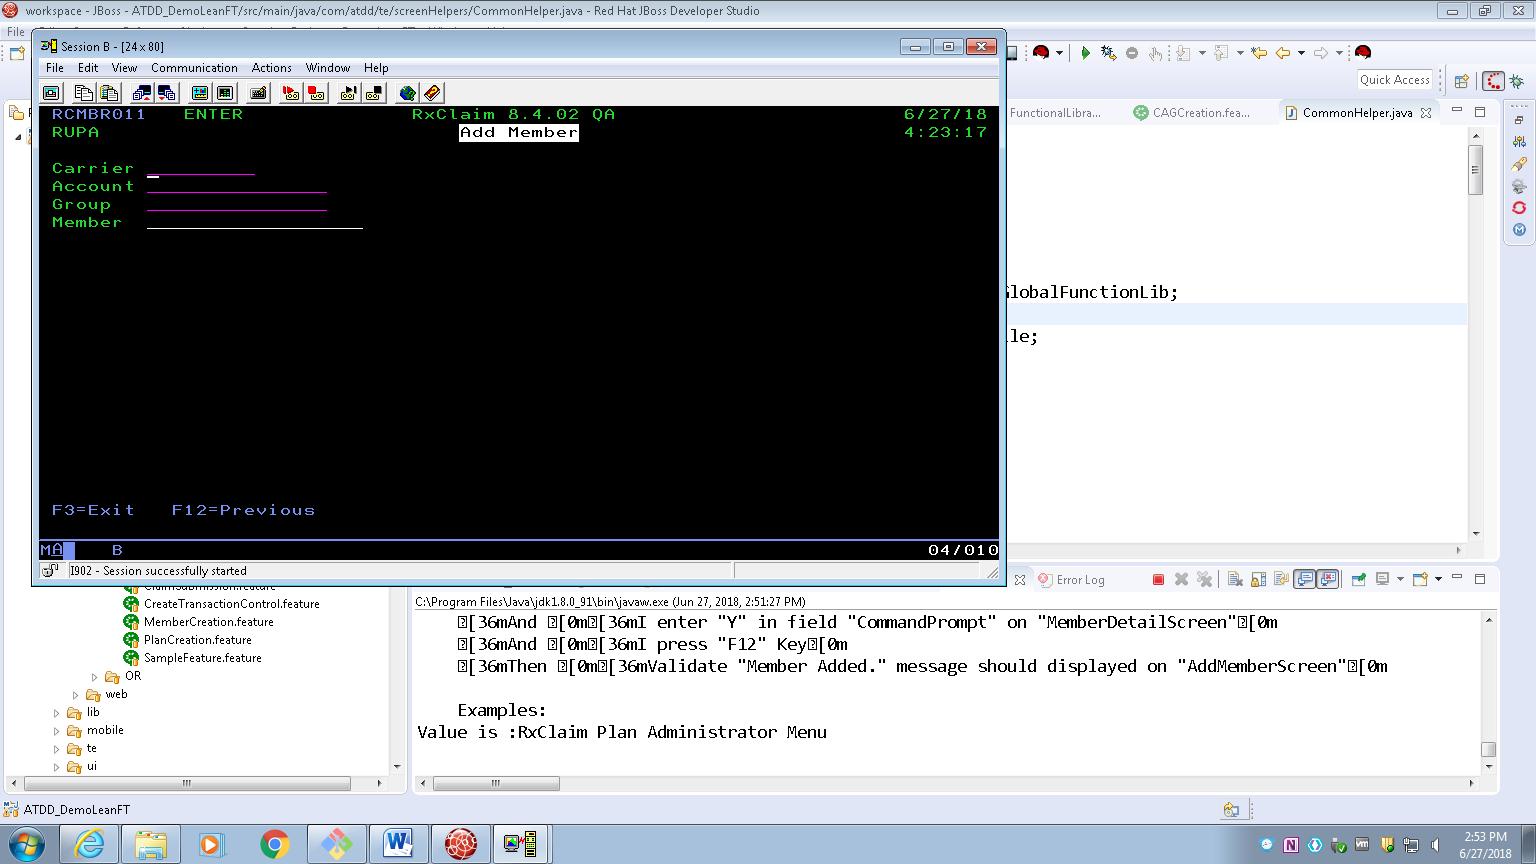 workspace - JBoss - ATDD_DemoLeanFT/src/main/java/com/atdd/te/screenHelpers/CommonHelper.java - Red Hat JBoss Developer Studio
File
Session B - [24 x 80]
File Edit View Communication Actions Window Help
Quick Access
RCMBR011 ENTER RxClaim 8.4.02 QA 6/27/18
RUPA Add Member 4:23:17
Carrier
Account
Group
Member
F3=Exit F12=Previous
MA B 04/010
I902 - Session successfully started
FunctionalLibra... CAGCreation.fea... CommonHelper.java
GlobalFunctionLib;
ile;
ClaimSubmission.feature
CreateTransactionControl.feature
MemberCreation.feature
PlanCreation.feature
SampleFeature.feature
OR
web
lib
mobile
te
ui
Error Log
C:\Program Files\Java\jdk1.8.0_91\bin\javaw.exe (Jun 27, 2018, 2:51:27 PM)
[36mAnd [0m[36mI enter "Y" in field "CommandPrompt" on "MemberDetailScreen"[0m
[36mAnd [0m[36mI press "F12" Key[0m
[36mThen [0m[36mValidate "Member Added." message should displayed on "AddMemberScreen"[0m
Examples:
Value is :RxClaim Plan Administrator Menu
ATDD_DemoLeanFT
2:53 PM
6/27/2018